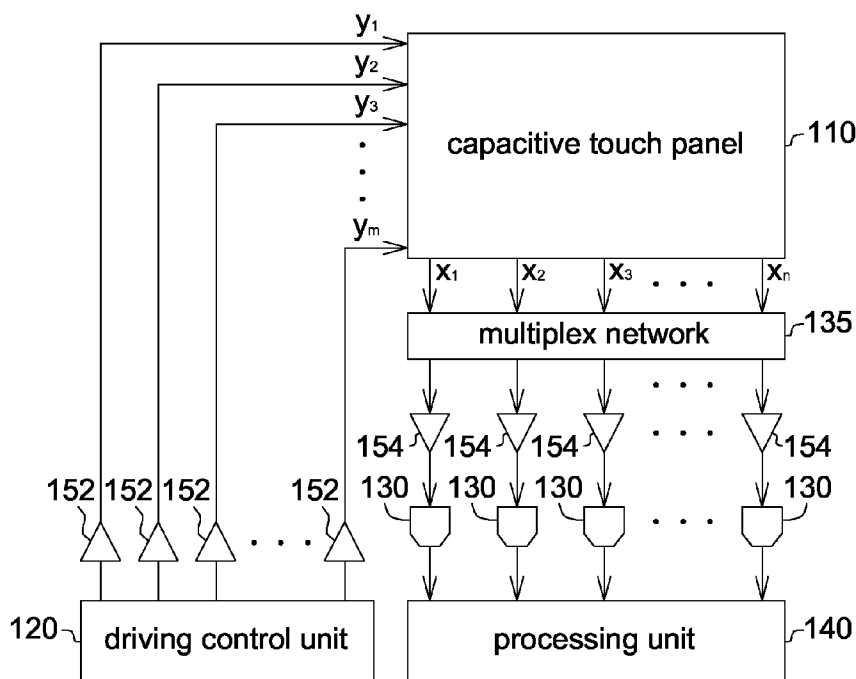 y1
y2
y3
ym
capacitive touch panel
110
x1 x2 x3 xn
multiplex network
135
154 154 154 154
152 152 152 152
130 130 130 130
120
driving control unit
processing unit
140